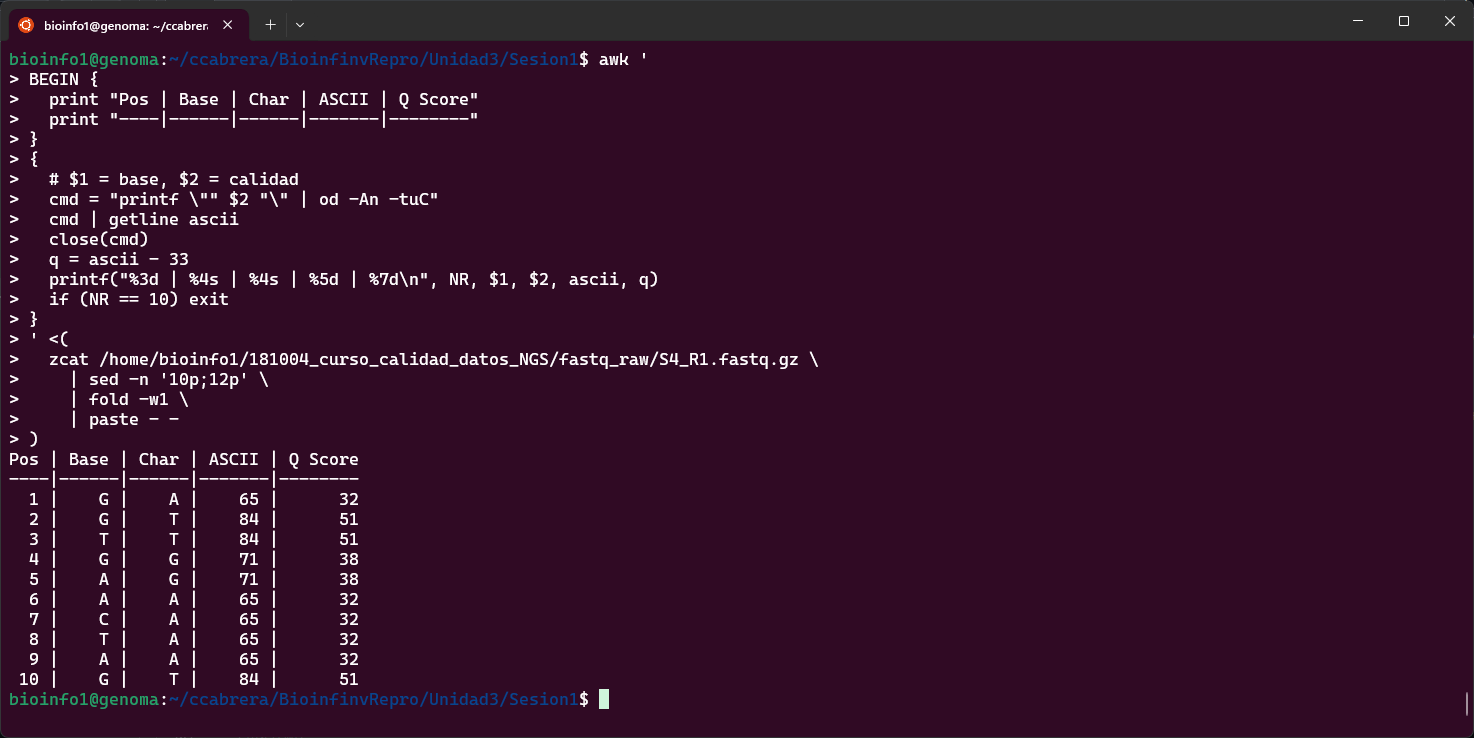 bioinfo1@genoma: ~/ccabrera
bioinfo1@genoma:~/ccabrera/BioinfinvRepro/Unidad3/Sesion1$ awk '
> BEGIN {
>   print "Pos | Base | Char | ASCII | Q Score"
>   print "----|------|------|-------|--------"
> }
> {
>   # $1 = base, $2 = calidad
>   cmd = "printf \"" $2 "\" | od -An -tuC"
>   cmd | getline ascii
>   close(cmd)
>   q = ascii - 33
>   printf("%3d | %4s | %4s | %5d | %7d\n", NR, $1, $2, ascii, q)
>   if (NR == 10) exit
> }
> ' <(
>   zcat /home/bioinfo1/181004_curso_calidad_datos_NGS/fastq_raw/S4_R1.fastq.gz \
>     | sed -n '10p;12p' \
>     | fold -w1 \
>     | paste - -
> )
Pos | Base | Char | ASCII | Q Score
----|------|------|-------|--------
  1 |    G |    A |    65 |      32
  2 |    G |    T |    84 |      51
  3 |    T |    T |    84 |      51
  4 |    G |    G |    71 |      38
  5 |    A |    G |    71 |      38
  6 |    A |    A |    65 |      32
  7 |    C |    A |    65 |      32
  8 |    T |    A |    65 |      32
  9 |    A |    A |    65 |      32
 10 |    G |    T |    84 |      51
bioinfo1@genoma:~/ccabrera/BioinfinvRepro/Unidad3/Sesion1$